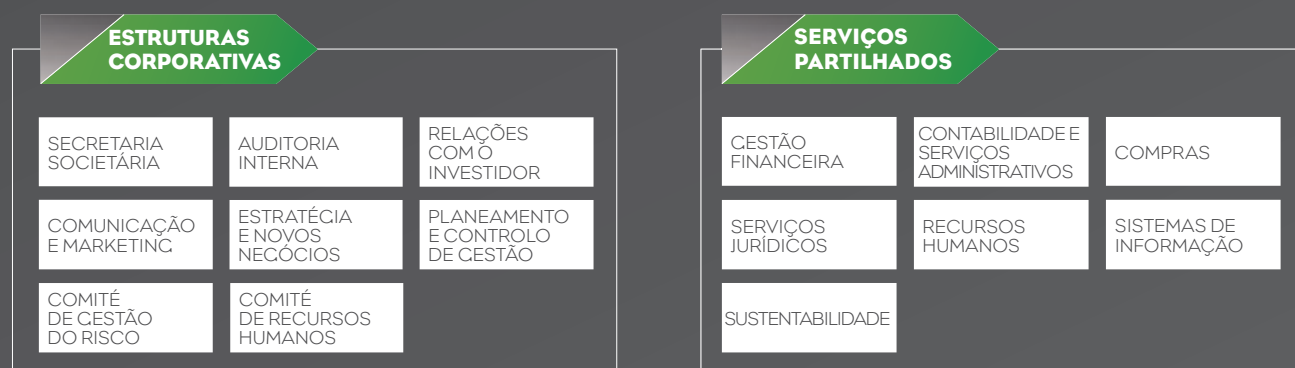 ESTRUTURAS
CORPORATIVAS
SECRETARIA
SOCIETÁRIA
AUDITORIA
INTERNA
RELAÇÕES
COM O
INVESTIDOR
COMUNICAÇÃO
E MARKETING
ESTRATÉGIA
E NOVOS
NEGÓCIOS
PLANEAMENTO
E CONTROLO
DE GESTÃO
COMITÉ
DE GESTÃO
DO RISCO
COMITÉ
DE RECURSOS
HUMANOS
SERVIÇOS
PARTILHADOS
GESTÃO
FINANCEIRA
CONTABILIDADE E
SERVIÇOS
ADMINISTRATIVOS
COMPRAS
SERVIÇOS
JURÍDICOS
RECURSOS
HUMANOS
SISTEMAS DE
INFORMAÇÃO
SUSTENTABILIDADE